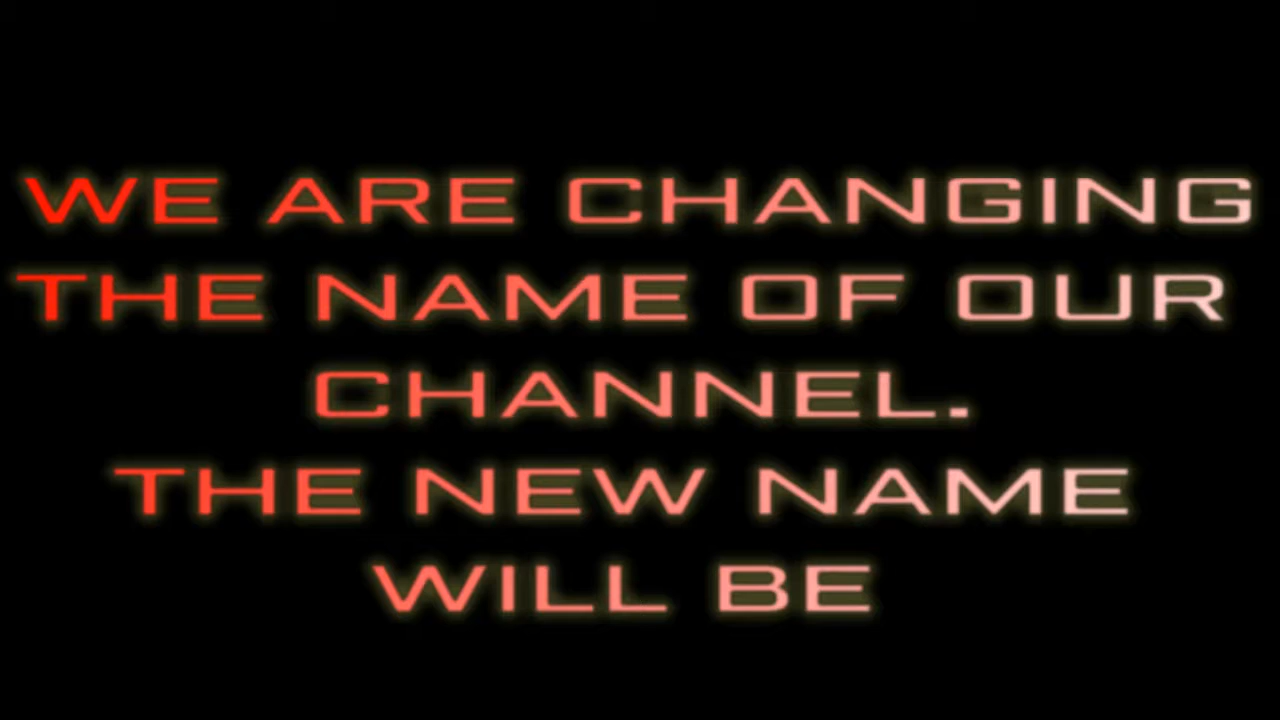 WE ARE CHANGING
THE NAME OF OUR
CHANNEL.
THE NEW NAME
WILL BE